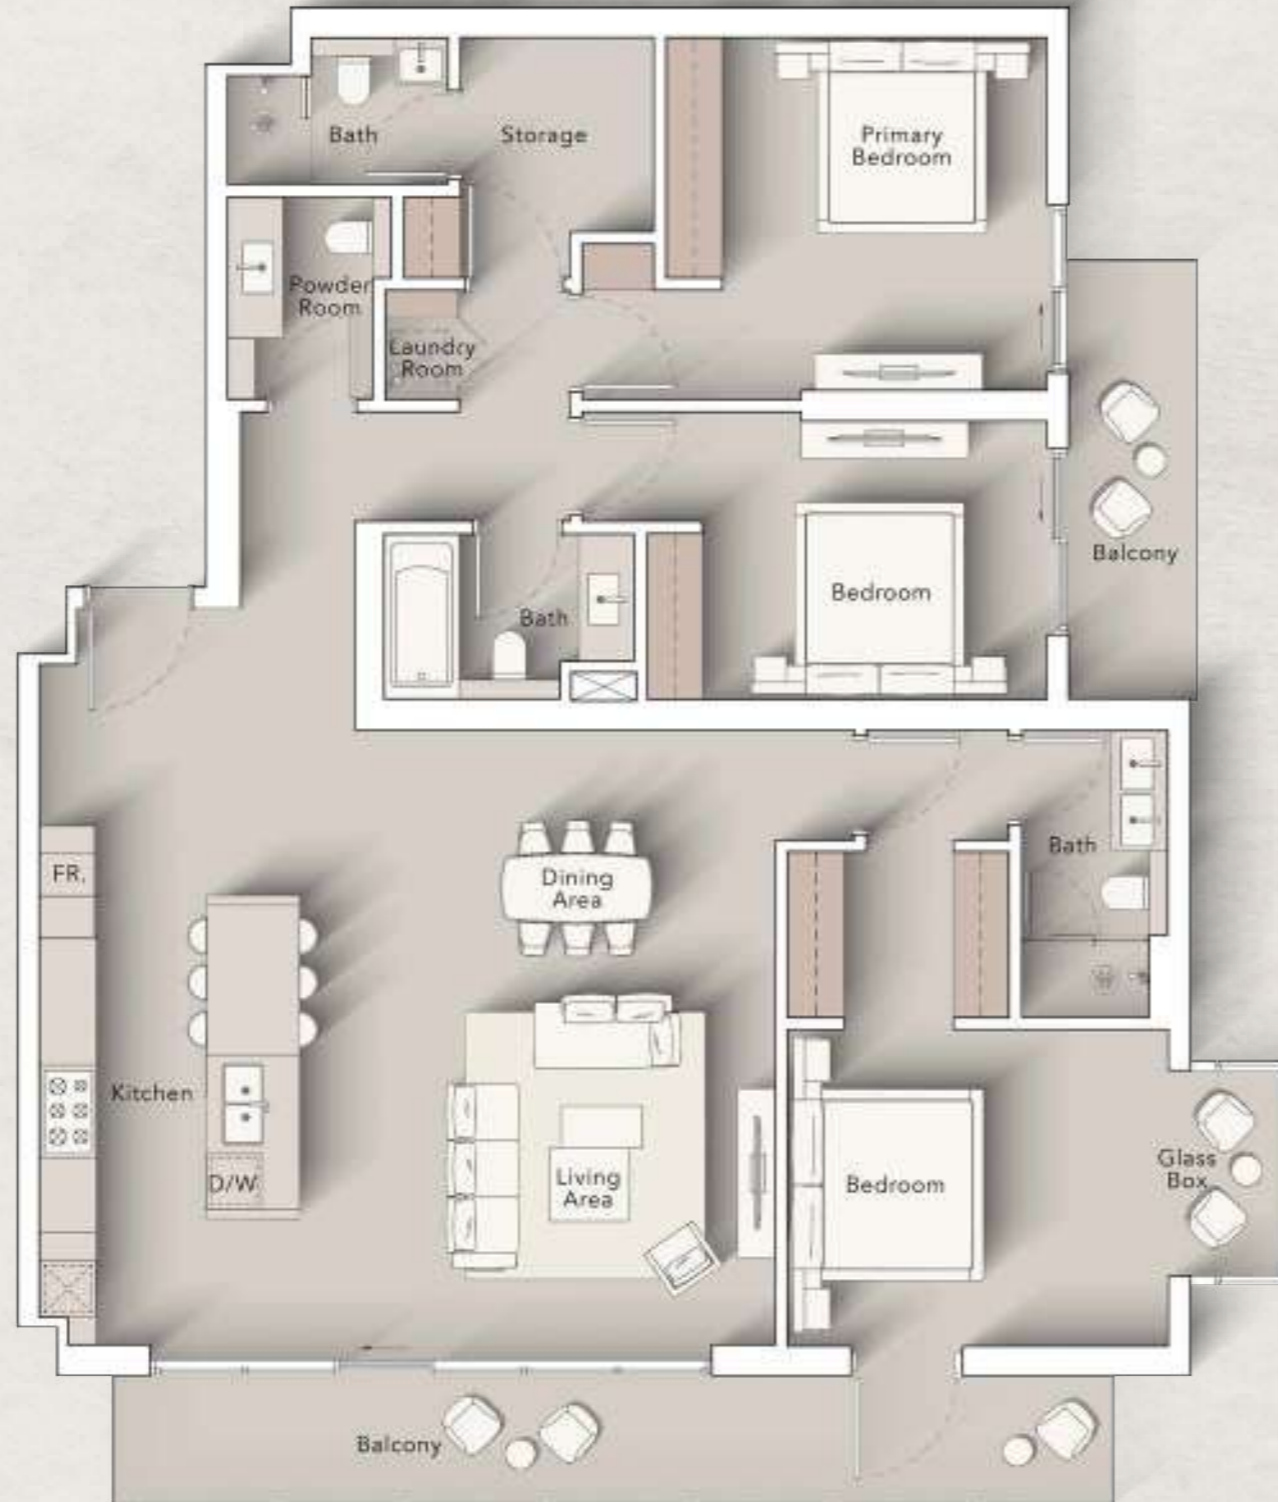 Bath
Storage
Primary
Bedroom
Powder
Room
Laundry
Room
Balcony
Bedroom
Bath
FR.
Dining
Area
Bath
Kitchen
D/W
Living
Area
Bedroom
Glass
Box
Balcony